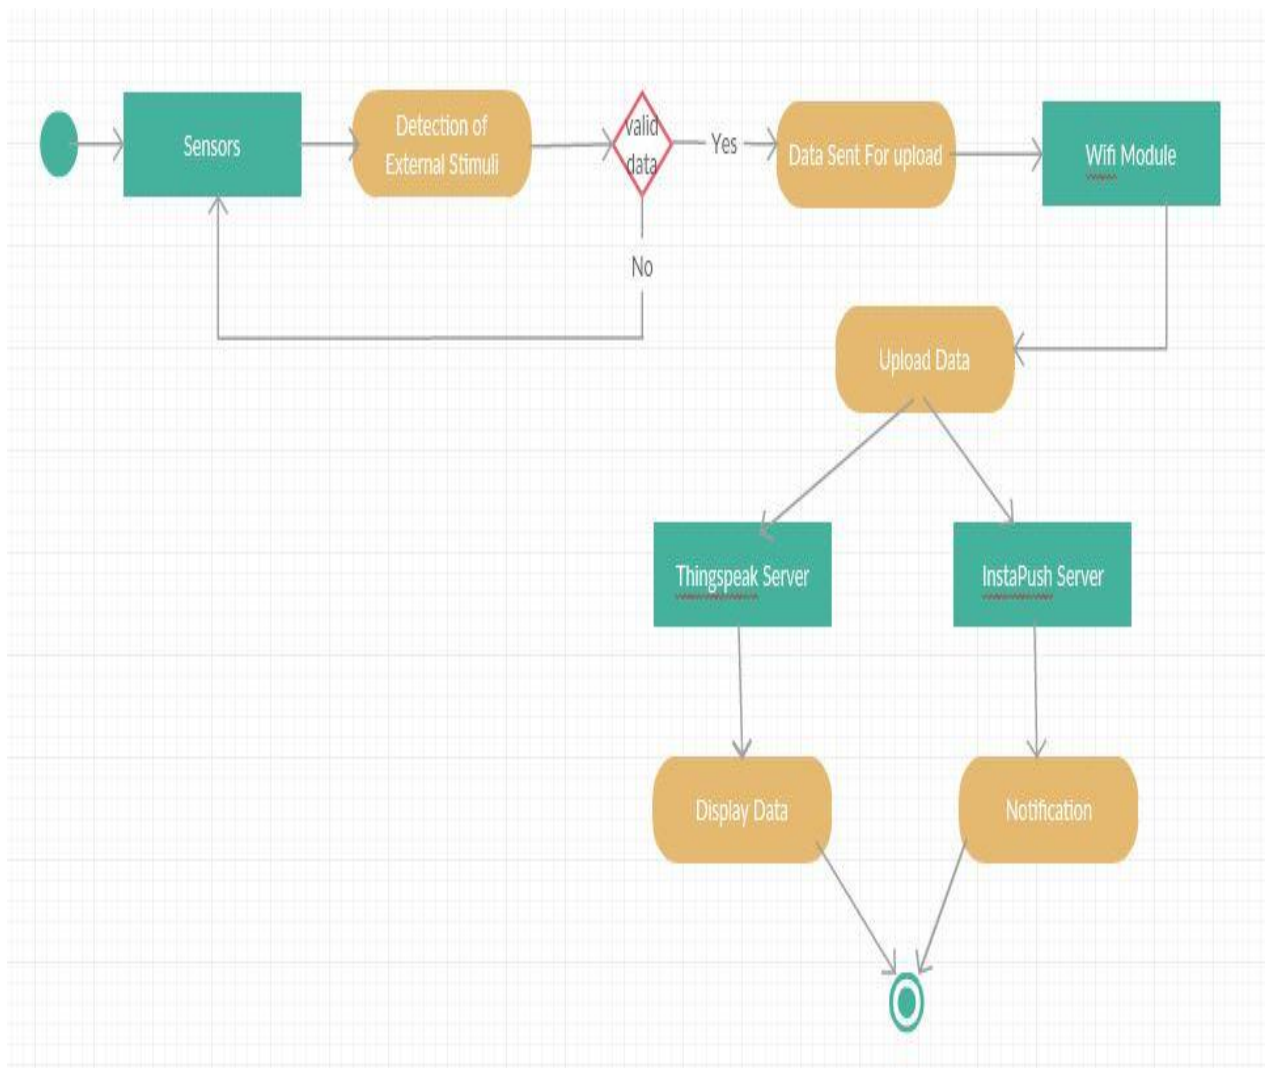 Sensors
Detection of
External Stimuli
valid
data
Yes
Data Sent For upload
Wifi Module
No
Upload Data
Thingspeak Server
InstaPush Server
Display Data
Notification